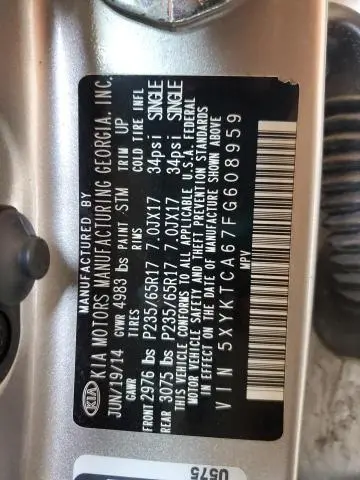 MANUFACTURED BY
KIA KIA MOTORS MANUFACTURING GEORGIA, INC.
JUN/19/14 GVWR 4983 lbs PAINT STM TRIM UP
GAWR TIRES COLD TIRE INFL
FRONT 2976 lbs P235/65R17 7.0JX17 34psi SINGLE
REAR 3075 lbs P235/65R17 7.0JX17 34psi SINGLE
THIS VEHICLE CONFORMS TO ALL APPLICABLE U.S.A. FEDERAL
MOTOR VEHICLE SAFETY AND THEFT PREVENTION STANDARDS
IN EFFECT ON THE DATE OF MANUFACTURE SHOWN ABOVE.
VIN 5XYKTCA67FG608959
MPV
0575